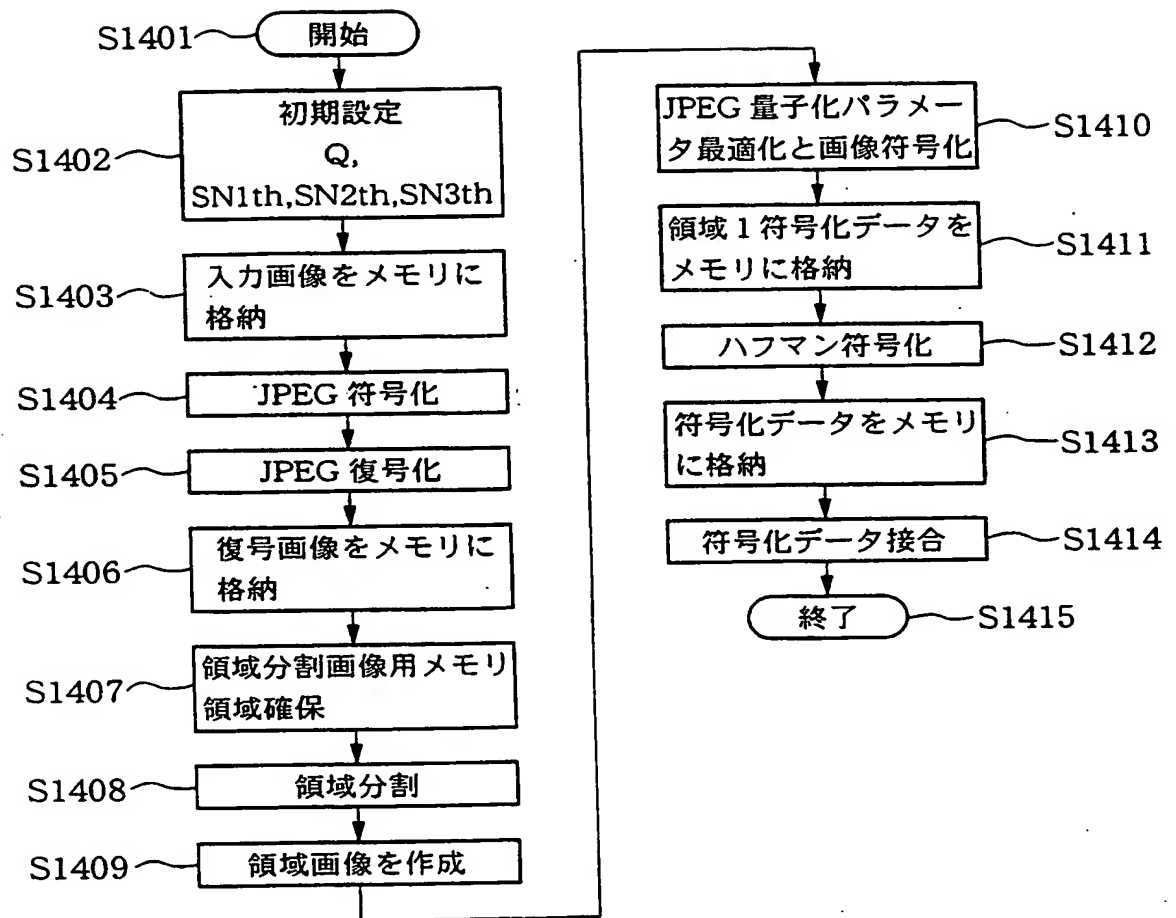 S1401
開始
S1402
初期設定
Q,
SN1th,SN2th,SN3th
S1403
入力画像をメモリに
格納
S1404
JPEG 符号化
S1405
JPEG 復号化
S1406
復号画像をメモリに
格納
S1407
領域分割画像用メモリ
領域確保
S1408
領域分割
S1409
領域画像を作成
JPEG 量子化パラメー
タ最適化と画像符号化
S1410
領域1符号化データを
メモリに格納
S1411
ハフマン符号化
S1412
符号化データをメモリ
に格納
S1413
符号化データ接合
S1414
終了
S1415